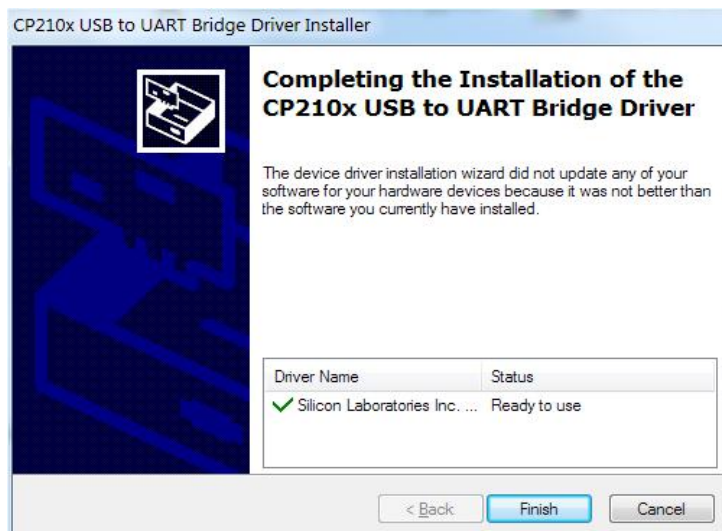 CP210x USB to UART Bridge Driver Installer
Completing the Installation of the
CP210x USB to UART Bridge Driver
The device driver installation wizard did not update any of your
software for your hardware devices because it was not better than
the software you currently have installed.
Driver Name Status
Silicon Laboratories Inc. ... Ready to use
< Back Finish Cancel